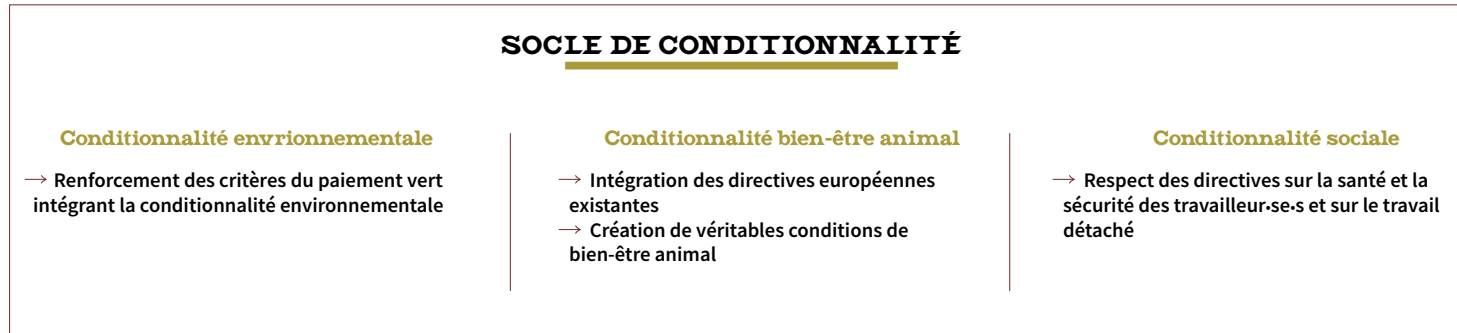 SOCLE DE CONDITIONNALITÉ
Conditionnalité envrionnementale
→ Renforcement des critères du paiement vert
intégrant la conditionnalité environnementale
Conditionnalité bien-être animal
→ Intégration des directives européennes
existantes
→ Création de véritables conditions de
bien-être animal
Conditionnalité sociale
→ Respect des directives sur la santé et la
sécurité des travailleur·se·s et sur le travail
détaché